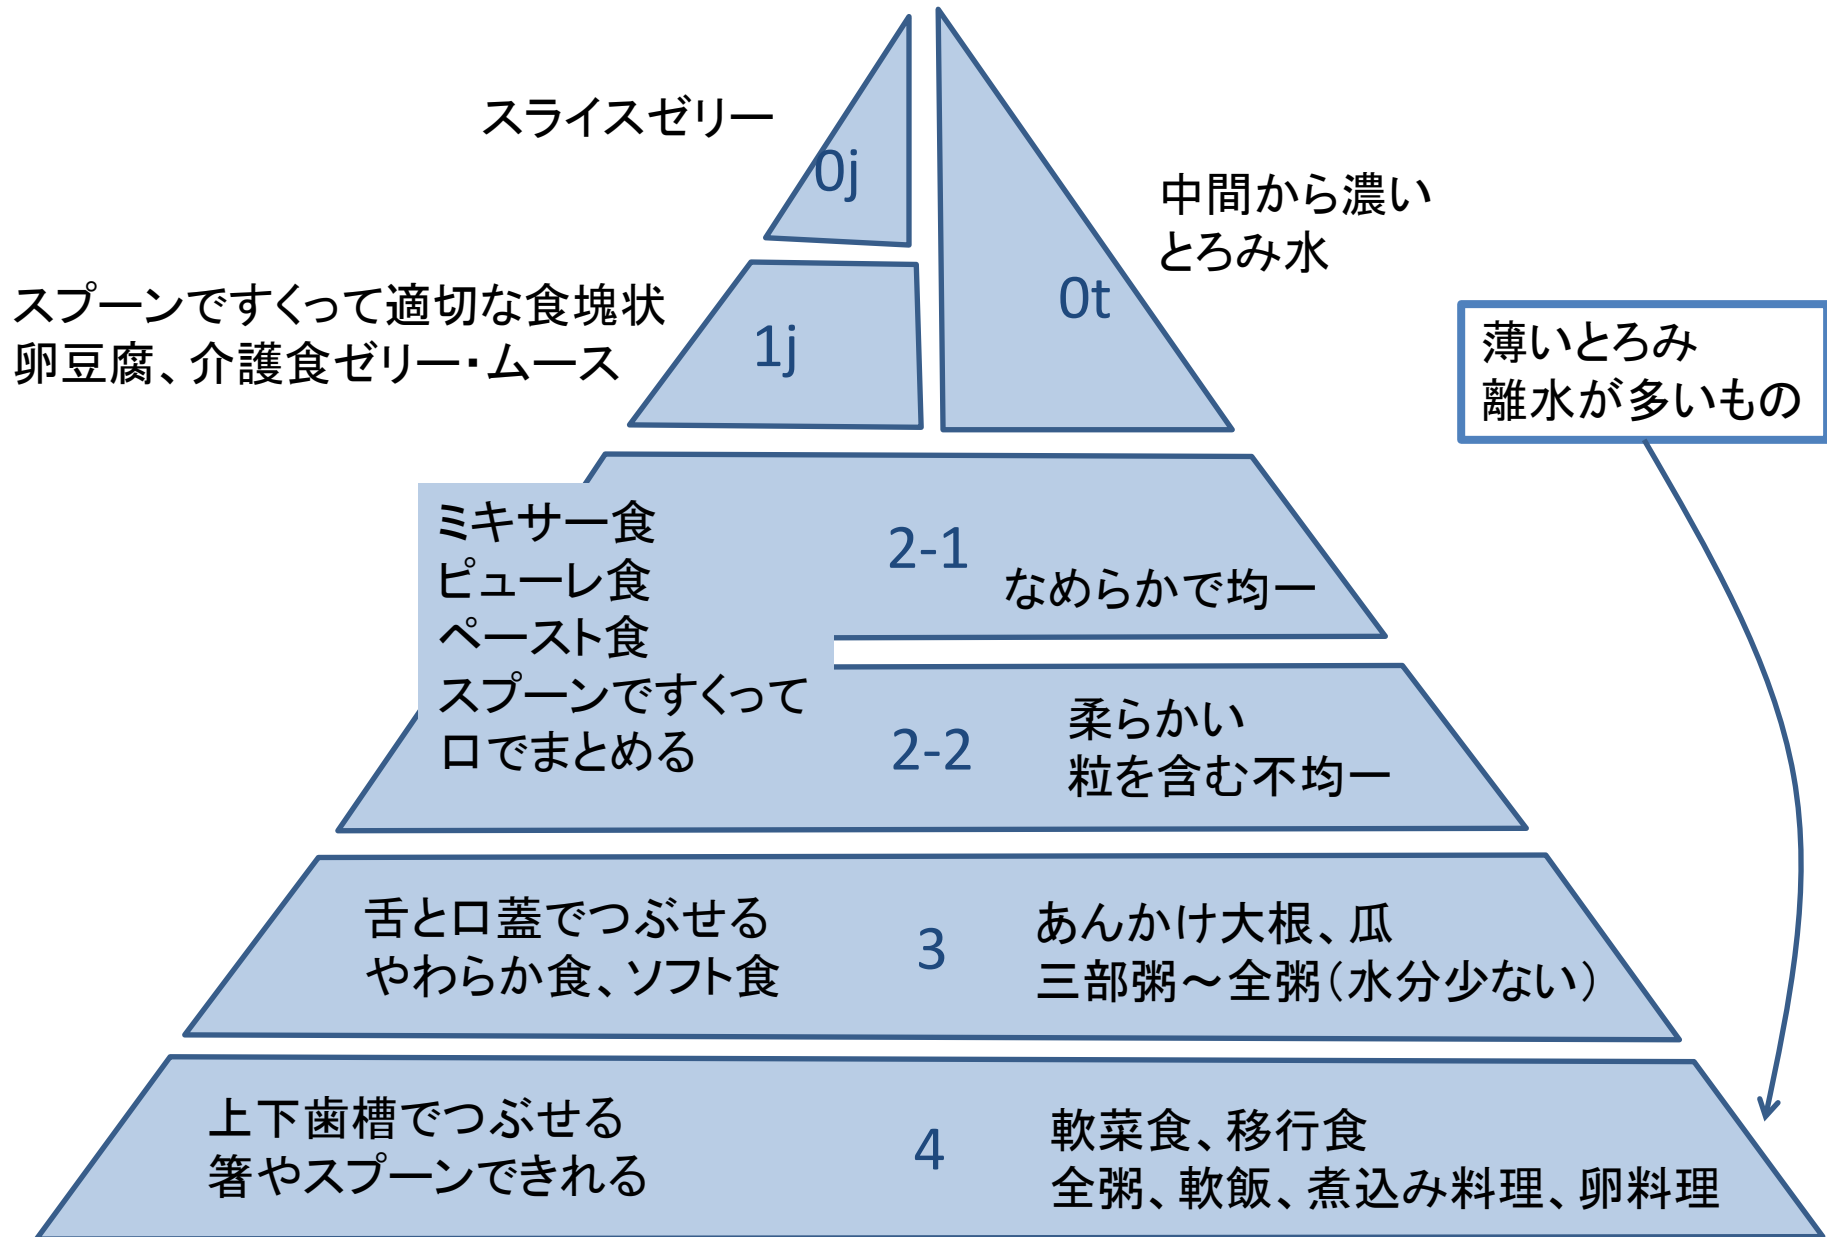 スライスゼリー
0j
中間から濃い
とろみ水
0t
スプーンですくって適切な食塊状
卵豆腐、介護食ゼリー・ムース
1j
薄いとろみ
離水が多いもの
ミキサー食
ピューレ食
ペースト食
スプーンですくって
口でまとめる
2-1
なめらかで均一
2-2
柔らかい
粒を含む不均一
舌と口蓋でつぶせる
やわらか食、ソフト食
3
あんかけ大根、瓜
三部粥～全粥（水分少ない）
上下歯槽でつぶせる
箸やスプーンできれる
4
軟菜食、移行食
全粥、軟飯、煮込み料理、卵料理